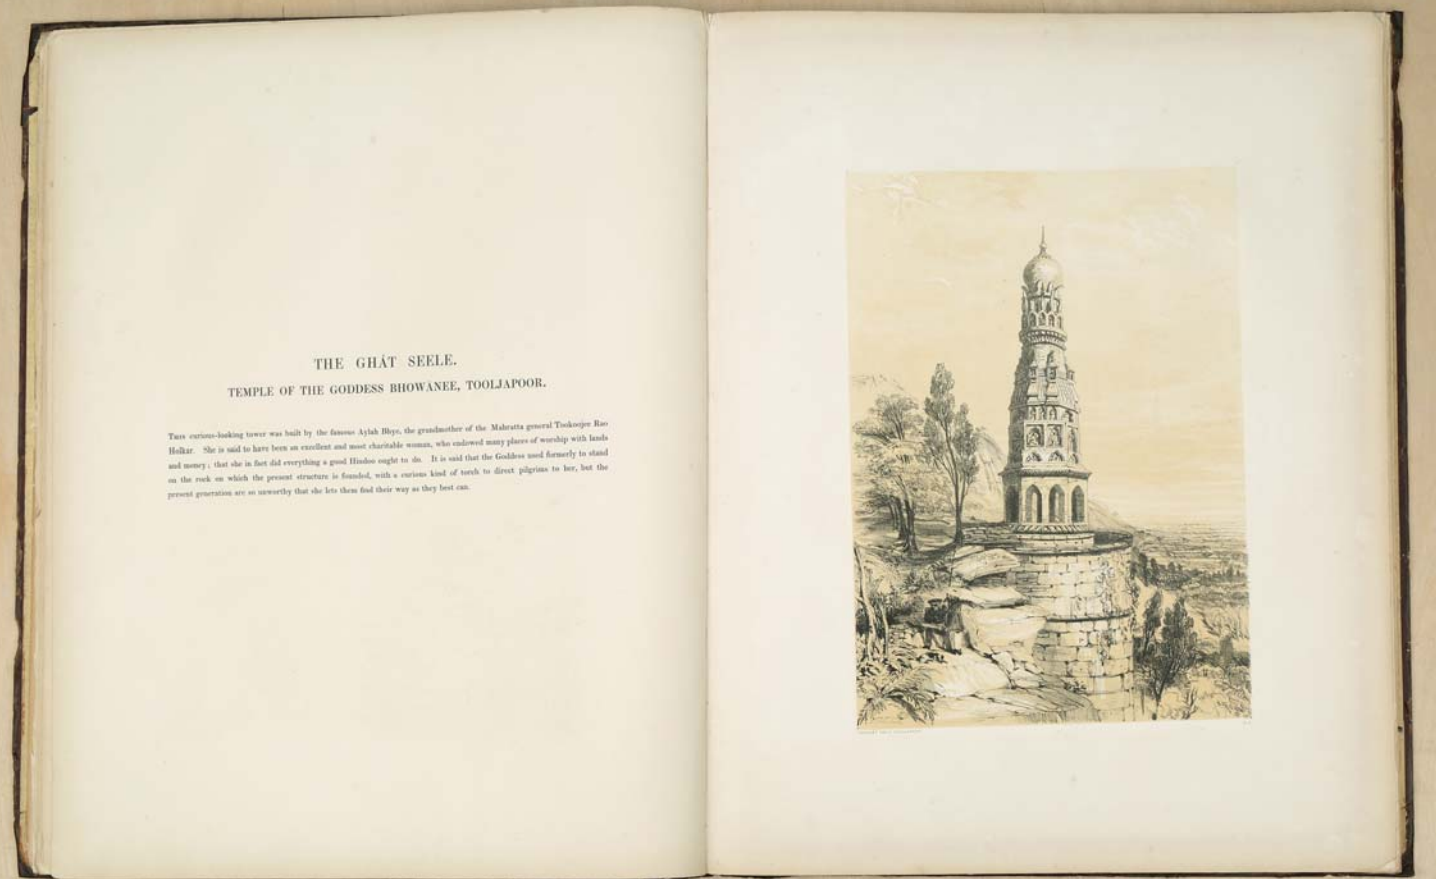 THE GHÁT SEELE.
TEMPLE OF THE GODDESS BHOWÁNEE, TOOLJAPOOR.
THIS curious-looking tower was built by the famous Aylah Bhye, the grandmother of the Mahratta general Tookoojee Rao
Holkar. She is said to have been an excellent and most charitable woman, who endowed many places of worship with lands
and money; that she in fact did everything a good Hindoo ought to do. It is said that the Goddess used formerly to stand
on the rock on which the present structure is founded, with a curious kind of torch to direct pilgrims to her, but the
present generation are so unworthy that she lets them find their way as they best can.